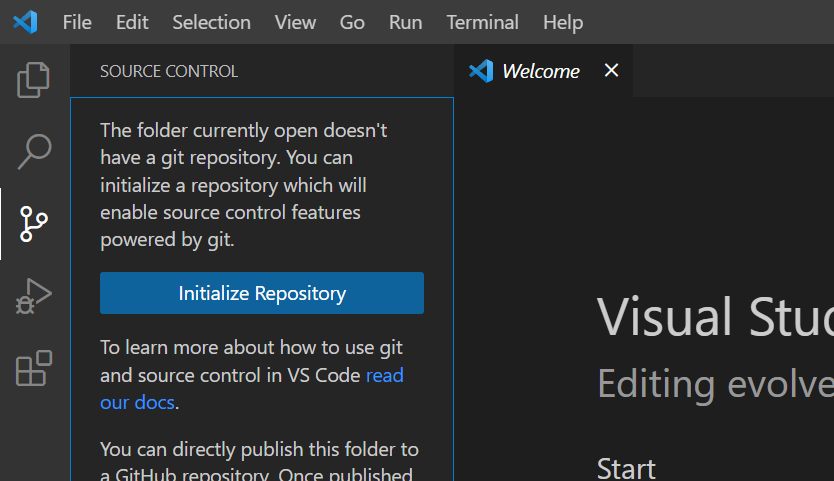 File Edit Selection View Go Run Terminal Help
SOURCE CONTROL
Welcome
The folder currently open doesn't
have a git repository. You can
initialize a repository which will
enable source control features
powered by git.
Initialize Repository
To learn more about how to use git
and source control in VS Code read
our docs.
You can directly publish this folder to
a GitHub repository. Once published
Visual Stu
Editing evolve
Start